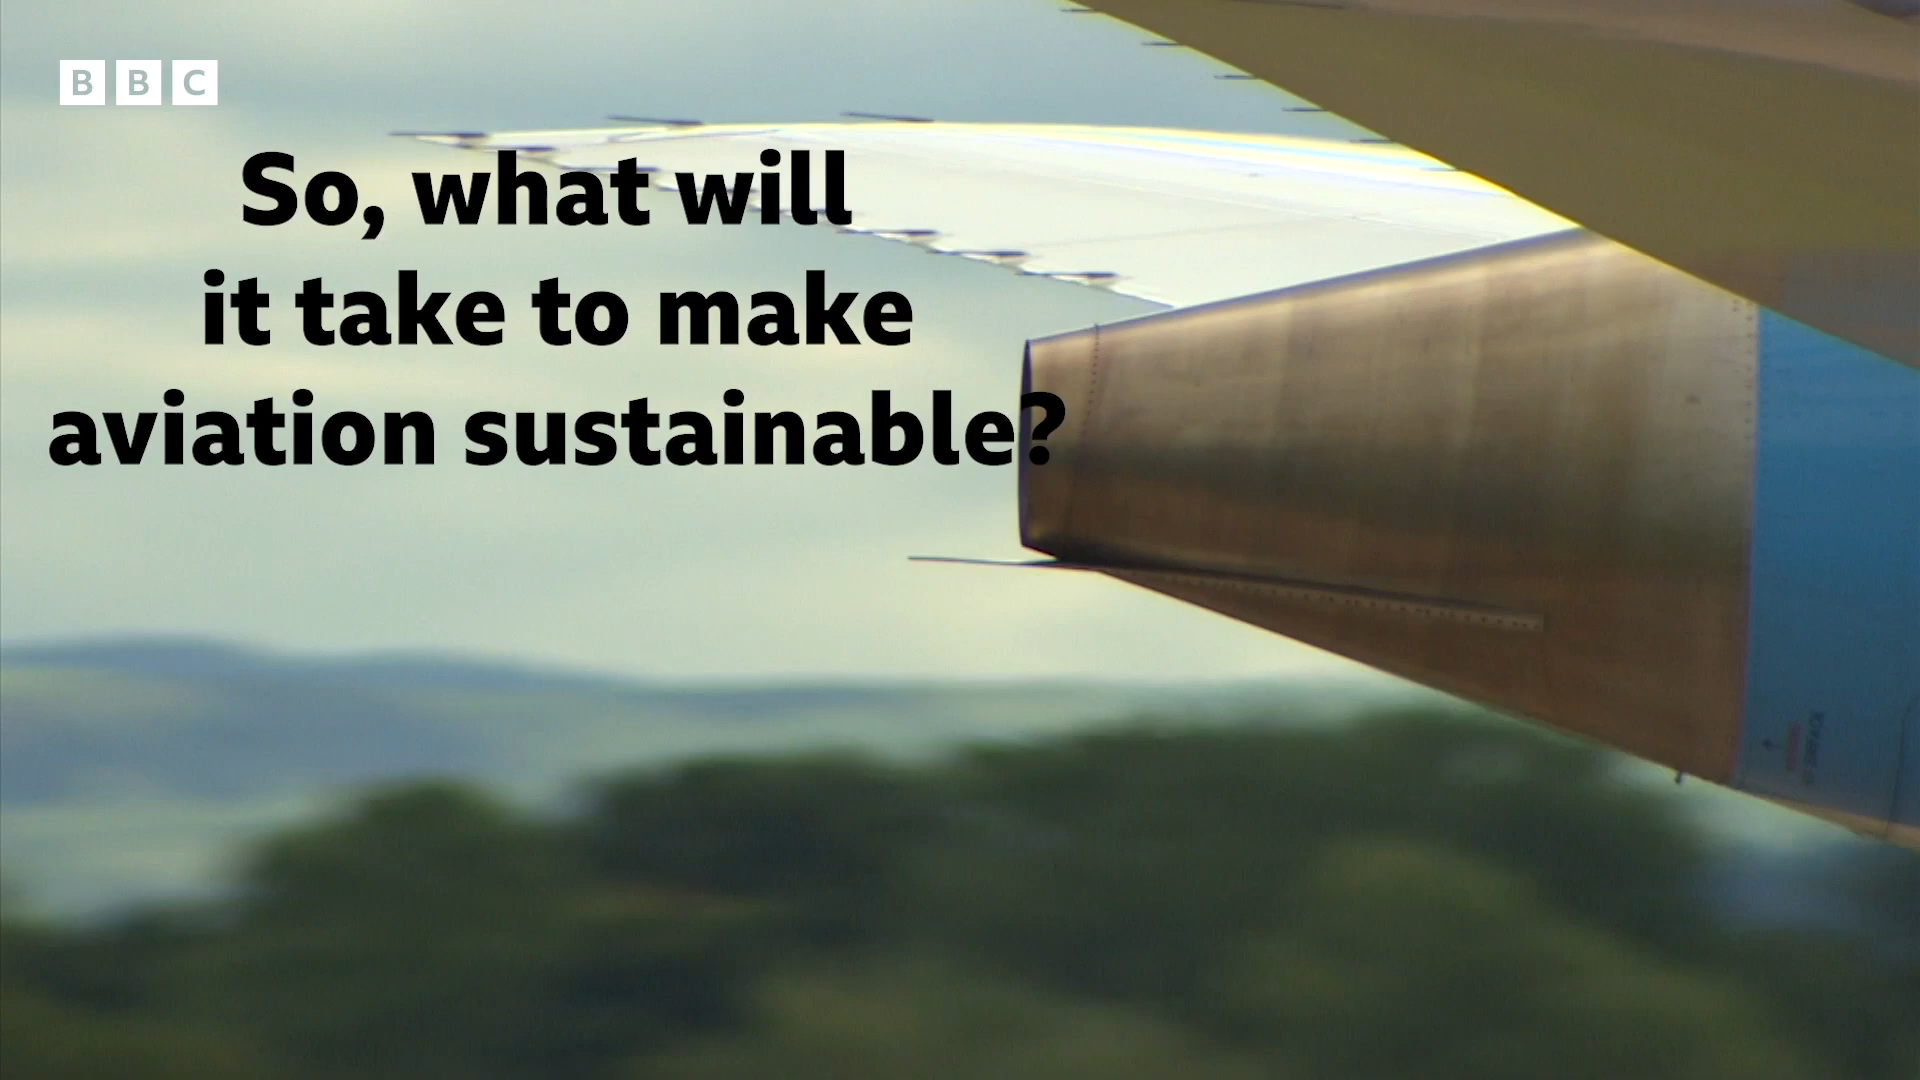 BBC
So, what will
it take to make
aviation sustainable?